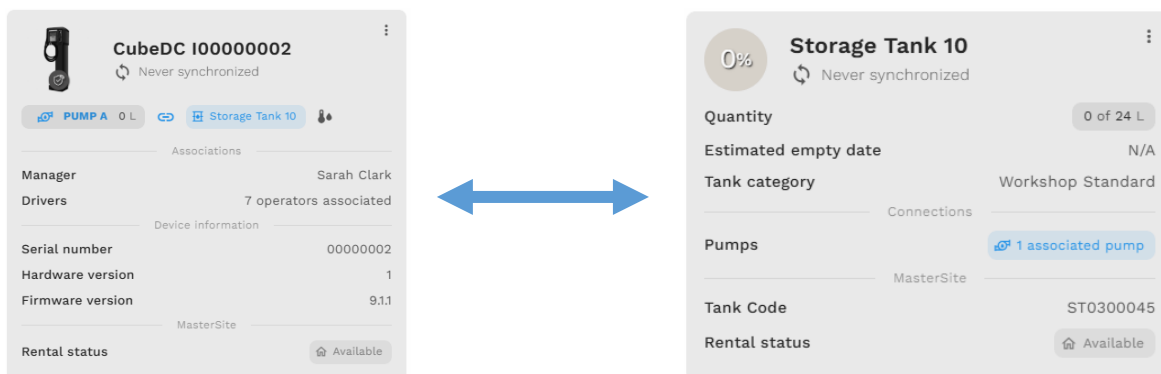 CubeDC I00000002
Never synchronized
PUMP A 0 L Storage Tank 10
Associations
Manager Sarah Clark
Drivers 7 operators associated
Device information
Serial number 00000002
Hardware version 1
Firmware version 9.1.1
MasterSite
Rental status Available
0%
Storage Tank 10
Never synchronized
Quantity 0 of 24 L
Estimated empty date N/A
Tank category Workshop Standard
Connections
Pumps 1 associated pump
MasterSite
Tank Code ST0300045
Rental status Available